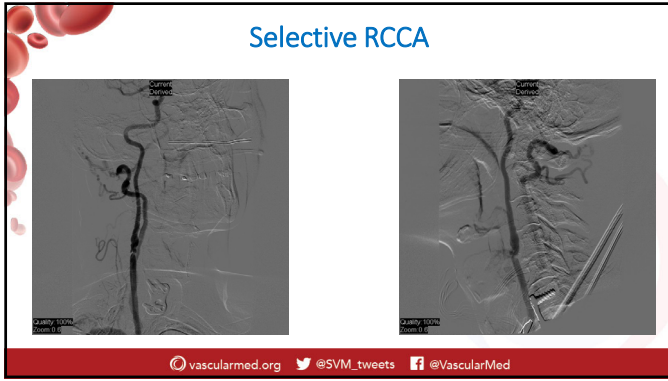 Selective RCCA
Current
Derived
Quality: 100%
Zoom: 0.6
Current
Derived
Quality: 100%
Zoom: 0.6
vascularmed.org @SVM_tweets @VascularMed